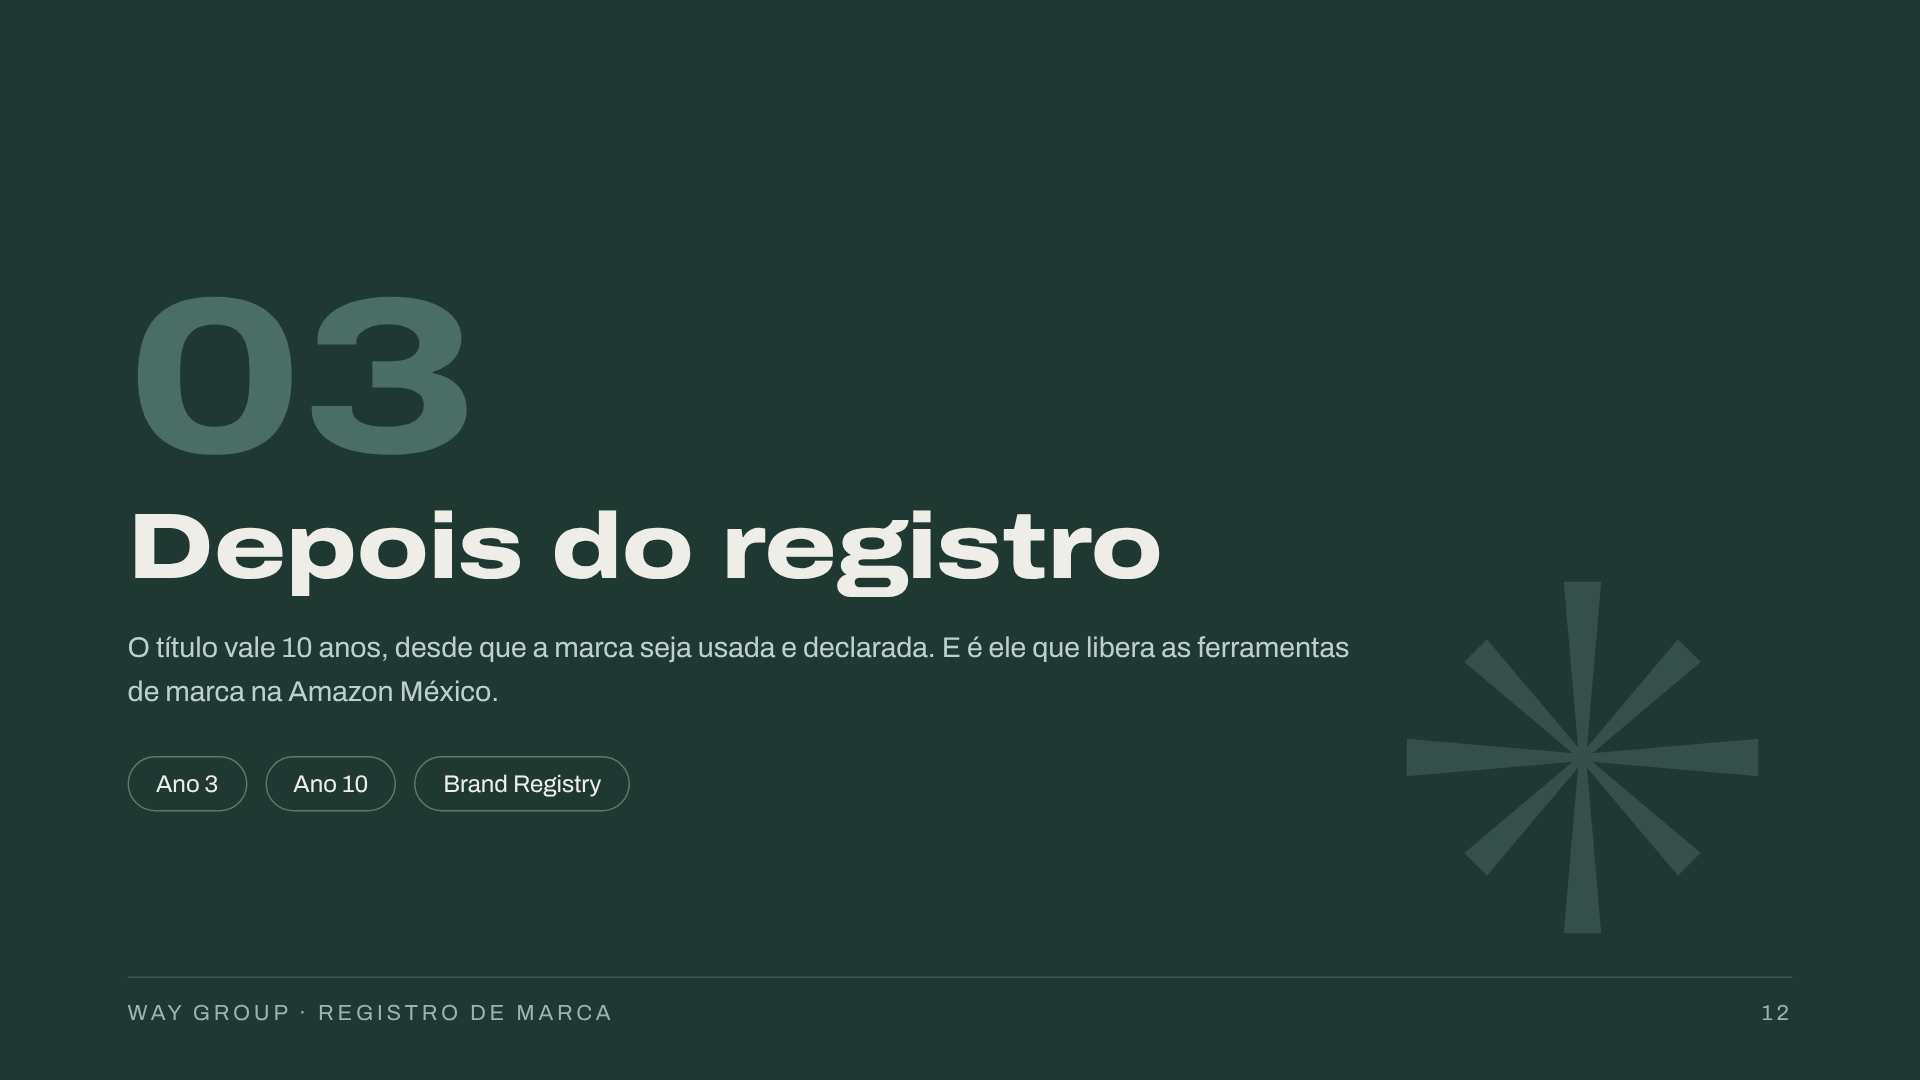 03
Depois do registro
O título vale 10 anos, desde que a marca seja usada e declarada. E é ele que libera as ferramentas
de marca na Amazon México.
Ano 3
Ano 10
Brand Registry
WAY GROUP · REGISTRO DE MARCA
12